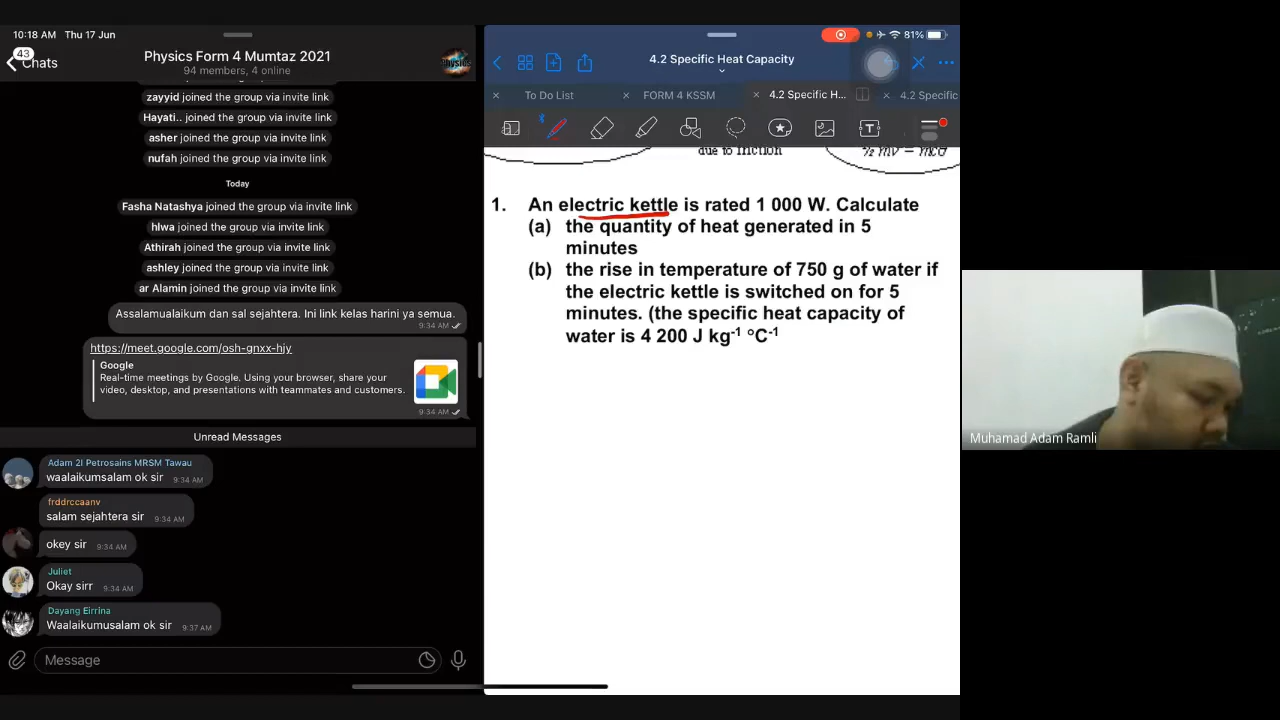 10:18 AM Thu 17 Jun
43
Chats
Physics Form 4 Mumtaz 2021
94 members, 4 online
zayyid joined the group via invite link
Hayati.. joined the group via invite link
asher joined the group via invite link
nufah joined the group via invite link
Today
Fasha Natashya joined the group via invite link
hlwa joined the group via invite link
Athirah joined the group via invite link
ashley joined the group via invite link
ar Alamin joined the group via invite link
Assalamualaikum dan sal sejahtera. Ini link kelas harini ya semua.
9:34 AM
https://meet.google.com/osh-gnxx-hjy
Google
Real-time meetings by Google. Using your browser, share your
video, desktop, and presentations with teammates and customers.
9:34 AM
Unread Messages
Adam 2I Petrosains MRSM Tawau
waalaikumsalam ok sir 9:34 AM
frddrccaanv
salam sejahtera sir 9:34 AM
okey sir 9:34 AM
Juliet
Okay sirr 9:34 AM
Dayang Eirrina
Waalaikumusalam ok sir 9:37 AM
Message
81%
4.2 Specific Heat Capacity
To Do List
FORM 4 KSSM
4.2 Specific H...
4.2 Specific
due to friction
½ mv = mcθ
1. An electric kettle is rated 1 000 W. Calculate
(a) the quantity of heat generated in 5
minutes
(b) the rise in temperature of 750 g of water if
the electric kettle is switched on for 5
minutes. (the specific heat capacity of
water is 4 200 J kg⁻¹ °C⁻¹
Muhamad Adam Ramli